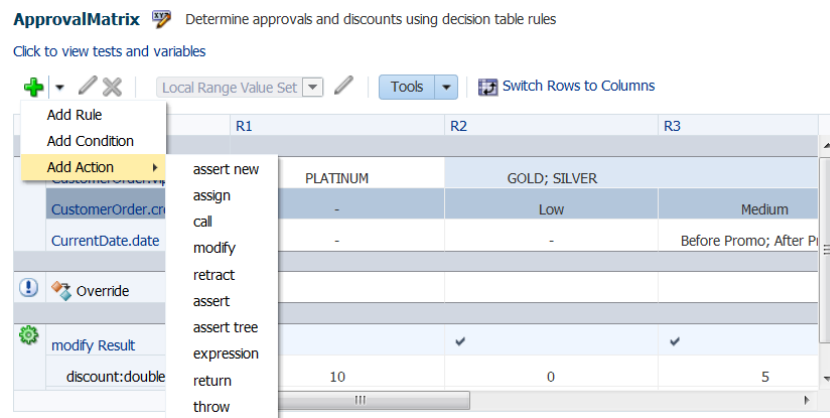 ApprovalMatrix Determine approvals and discounts using decision table rules
Click to view tests and variables
Local Range Value Set Tools Switch Rows to Columns
Add Rule
Add Condition
Add Action
R1 R2 R3
assert new
assign
call
modify
retract
assert
assert tree
expression
return
throw
PLATINUM GOLD; SILVER
CustomerOrder.cr - Low Medium
CurrentDate.date - - Before Promo; After P
Override
modify Result
discount:double 10 0 5